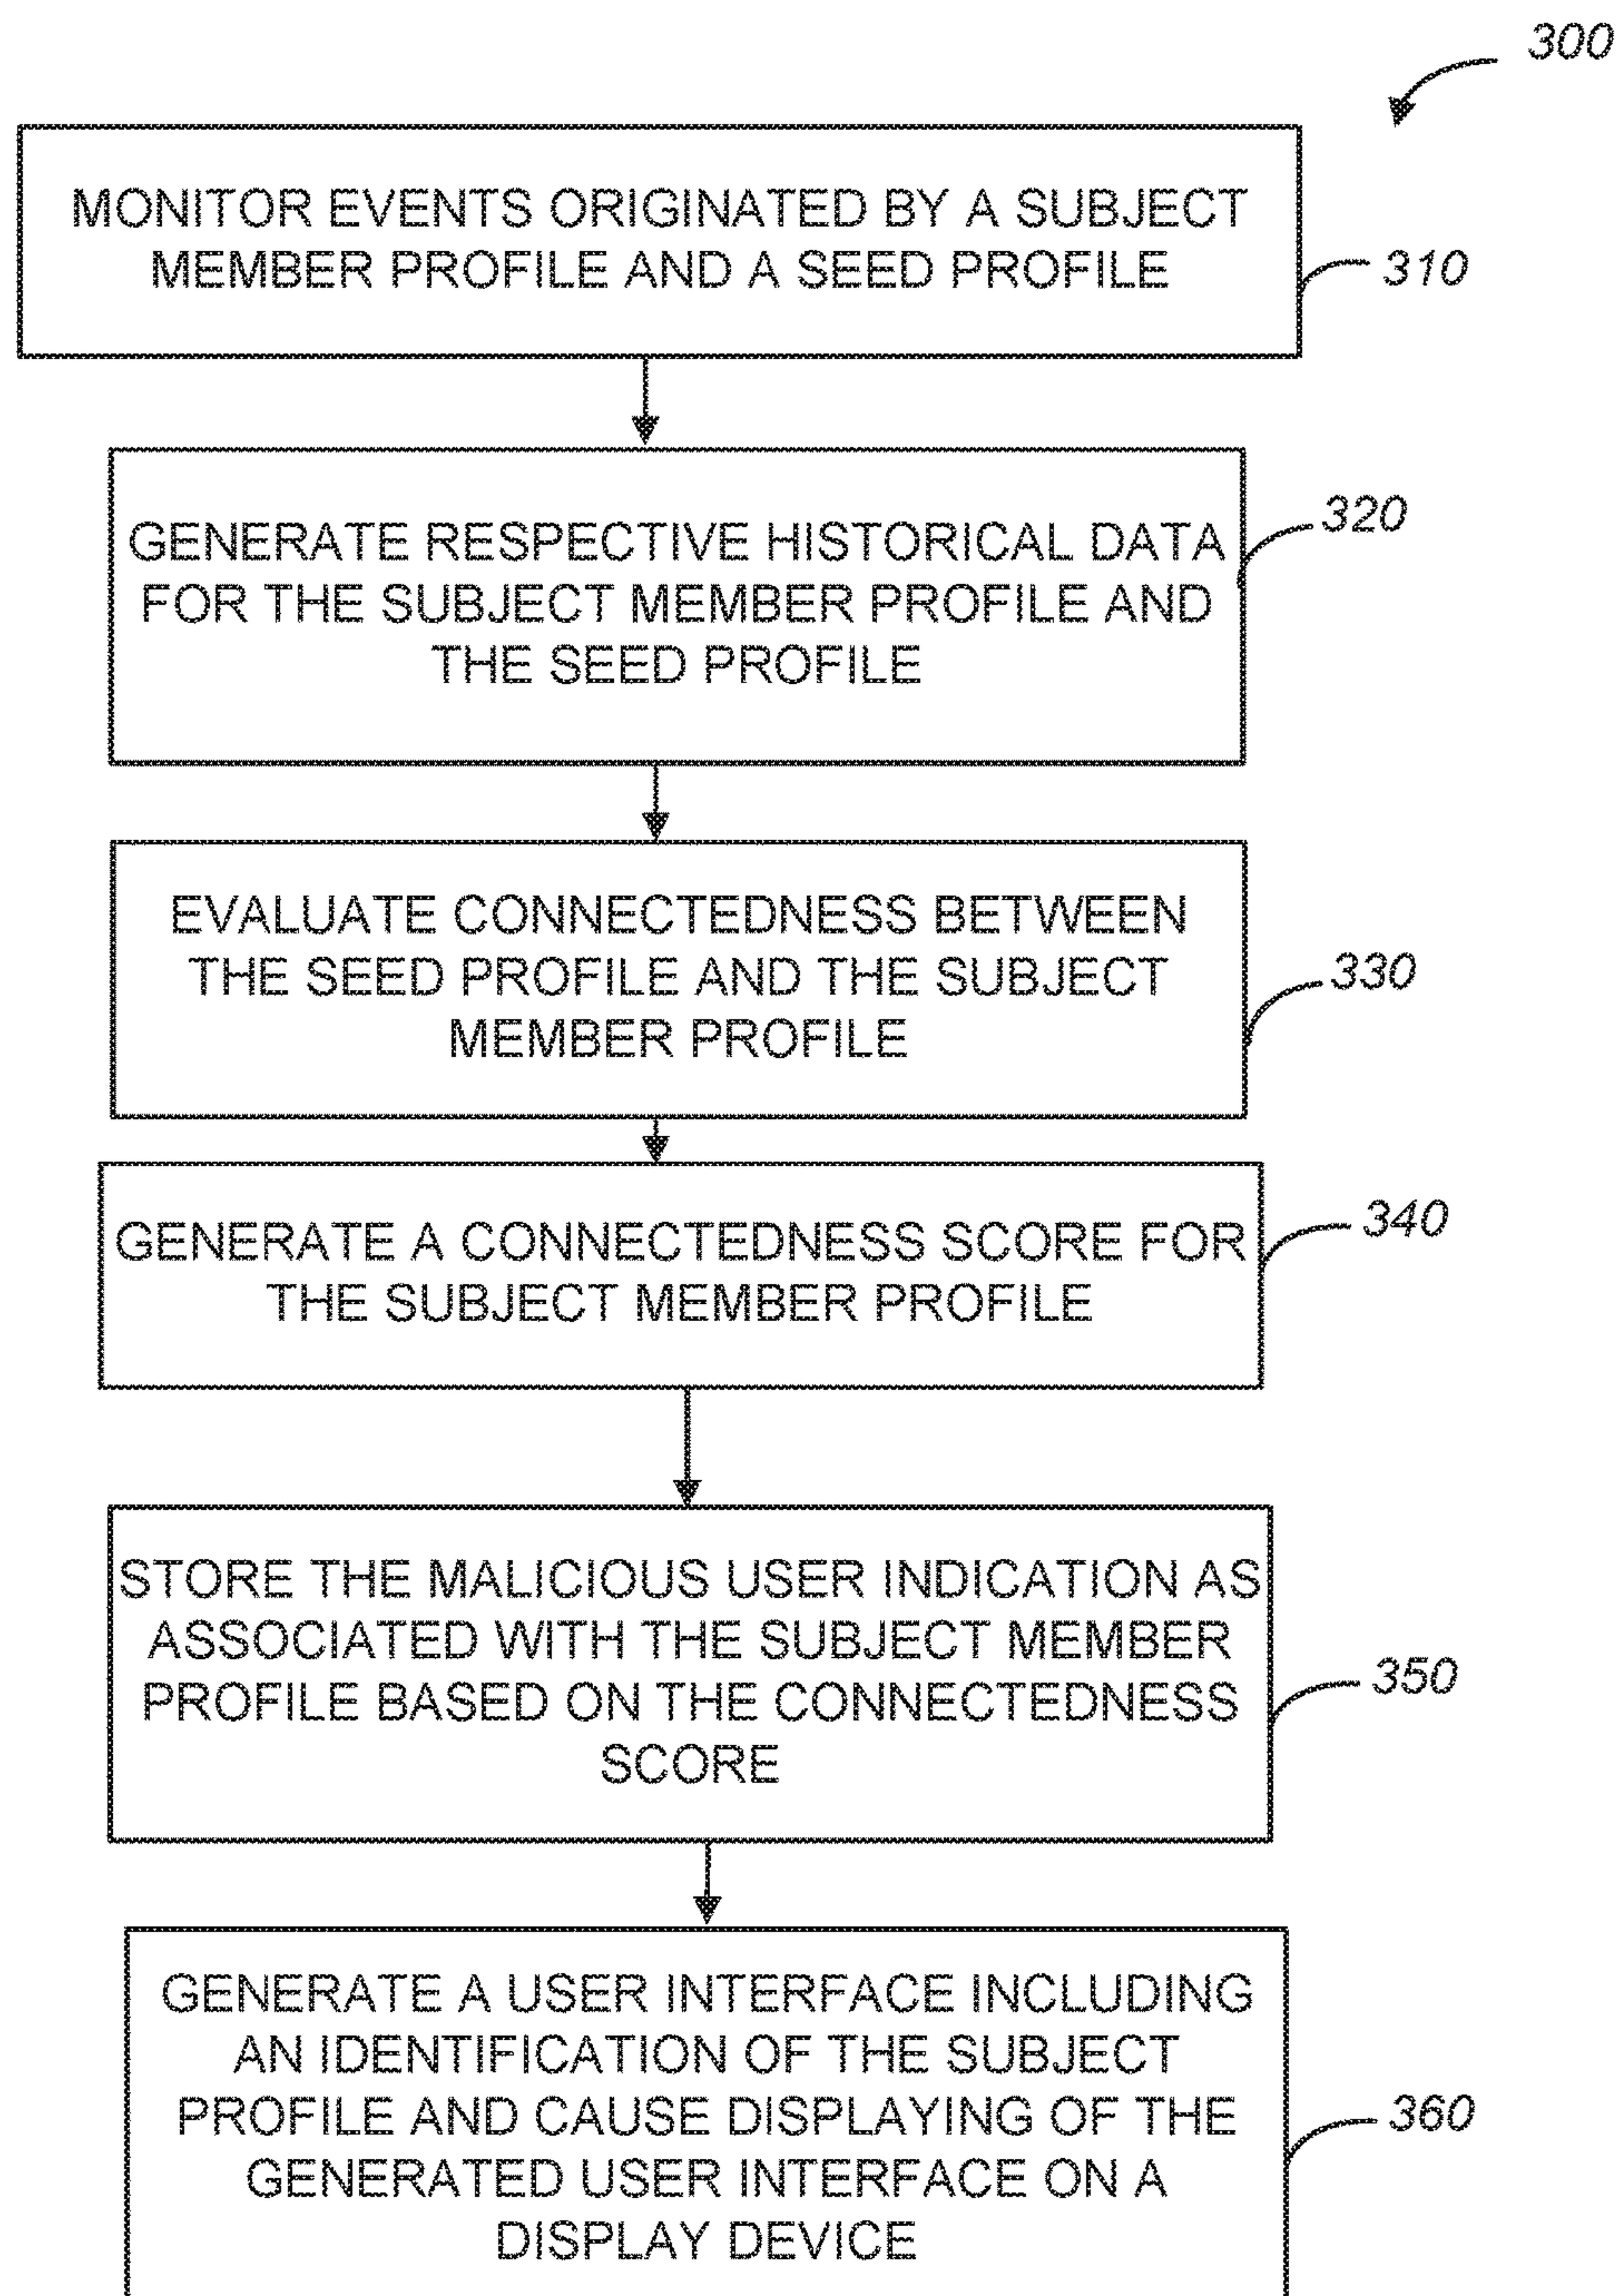 300
MONITOR EVENTS ORIGINATED BY A SUBJECT
MEMBER PROFILE AND A SEED PROFILE
310
GENERATE RESPECTIVE HISTORICAL DATA
FOR THE SUBJECT MEMBER PROFILE AND
THE SEED PROFILE
320
EVALUATE CONNECTEDNESS BETWEEN
THE SEED PROFILE AND THE SUBJECT
MEMBER PROFILE
330
GENERATE A CONNECTEDNESS SCORE FOR
THE SUBJECT MEMBER PROFILE
340
STORE THE MALICIOUS USER INDICATION AS
ASSOCIATED WITH THE SUBJECT MEMBER
PROFILE BASED ON THE CONNECTEDNESS
SCORE
350
GENERATE A USER INTERFACE INCLUDING
AN IDENTIFICATION OF THE SUBJECT
PROFILE AND CAUSE DISPLAYING OF THE
GENERATED USER INTERFACE ON A
DISPLAY DEVICE
360